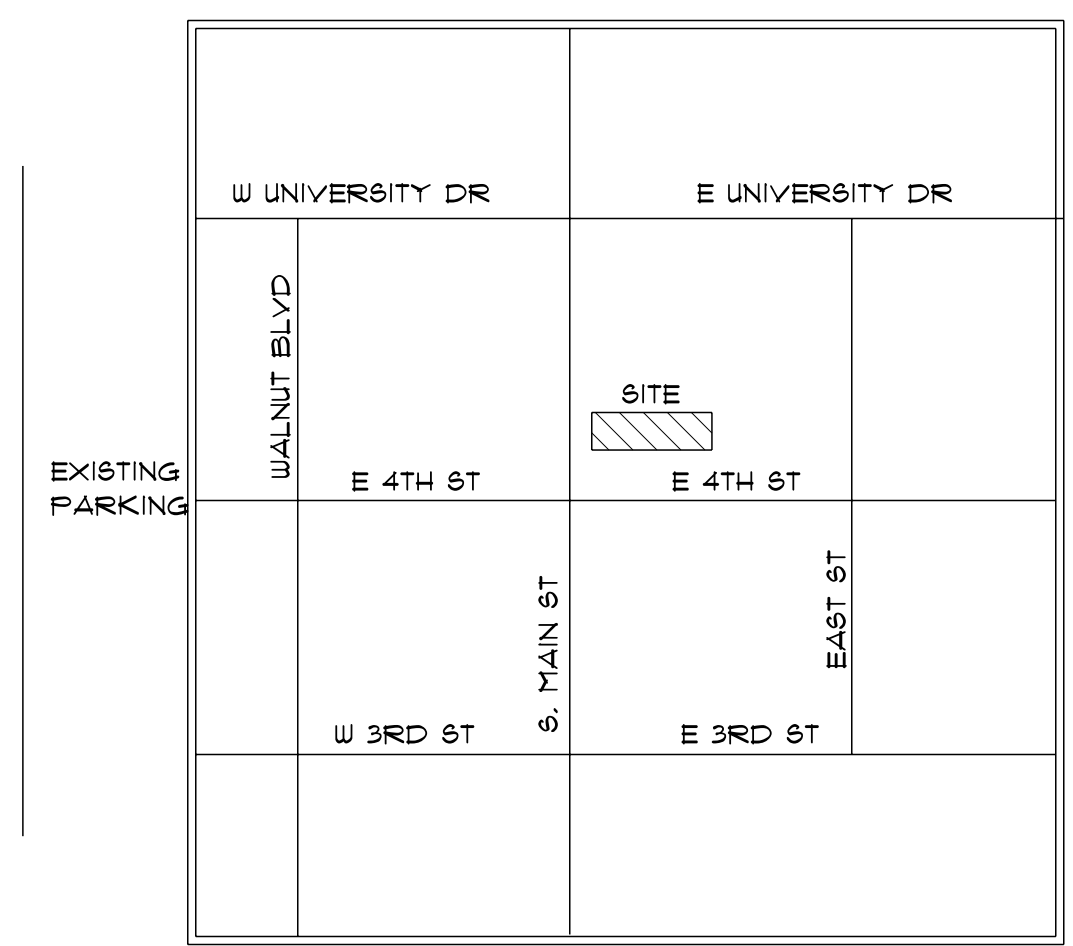 W UNIVERSITY DR
E UNIVERSITY DR
WALNUT BLVD
SITE
EXISTING
PARKING
E 4TH ST
E 4TH ST
S. MAIN ST
EAST ST
W 3RD ST
E 3RD ST